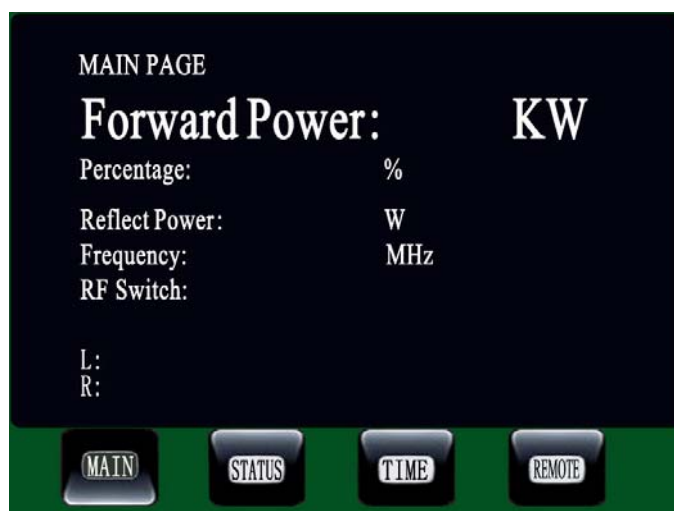 MAIN PAGE
Forward Power: KW
Percentage: %
Reflect Power: W
Frequency: MHz
RF Switch:
L:
R:
MAIN STATUS TIME REMOTE